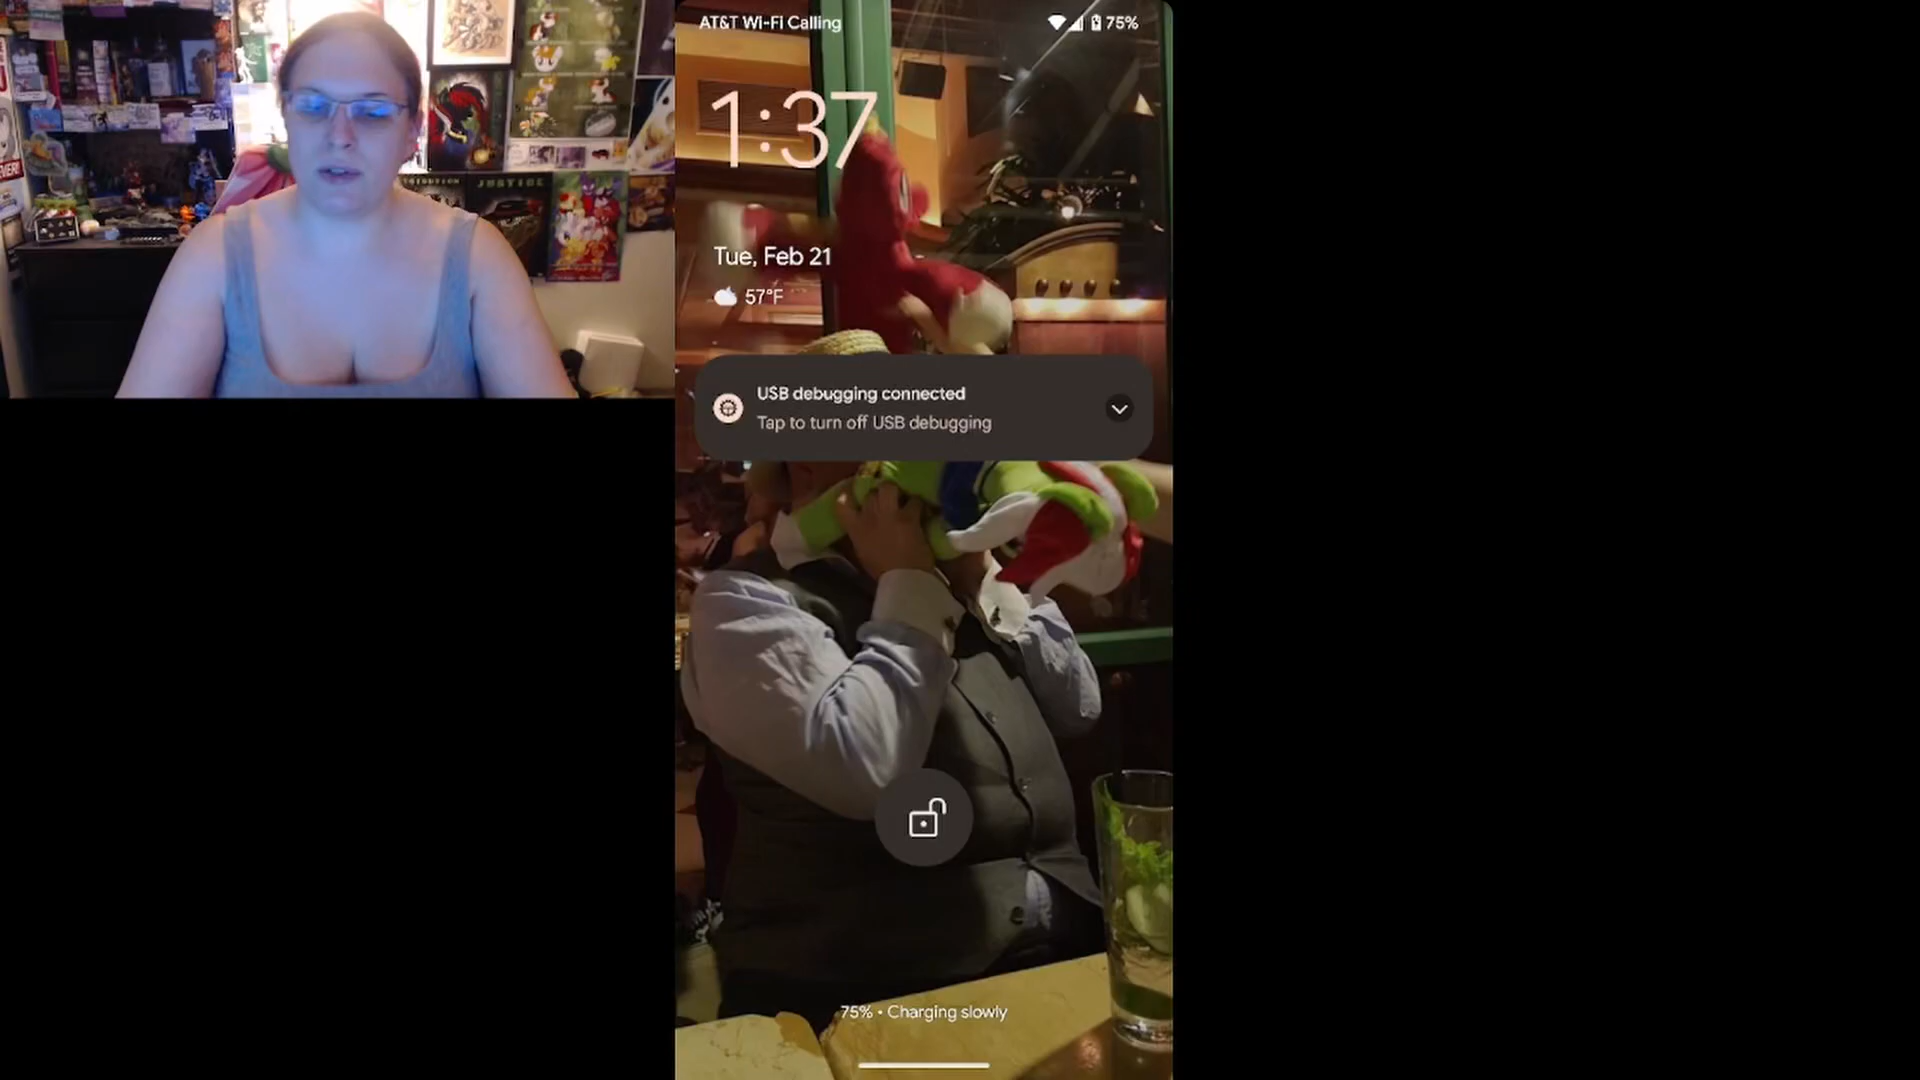 AT&T Wi-Fi Calling
75%
1:37
Tue, Feb 21
57°F
USB debugging connected
Tap to turn off USB debugging
75% • Charging slowly
JUSTICE